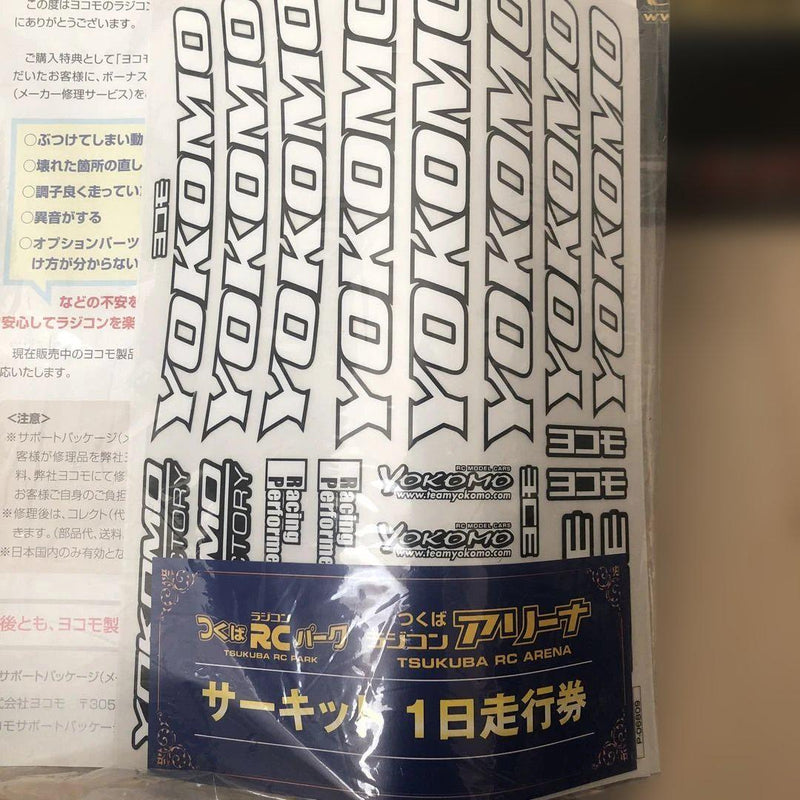 この度はヨコモのラジコン
にありがとうございます。
ご購入特典として「ヨコモ
だいたお客様に、ボーナス
(メーカー修理サービス)を
○ぶつけてしまい動
○壊れた箇所の直し
○調子良く走ってい
○異音がする
○オプションパーツ
け方が分からない
などの不安を
安心してラジコンを楽
現在販売中のヨコモ製品
応いたします。
<注意>
※サポートパッケージ(メ
客様が修理品を弊社ヨ
料、弊社ヨコモにて修
お客様ご自身のご負担
※修理後は、コレクト(代
きます。(部品代、送料
※日本国内のみ有効とな
後とも、ヨコモ製
サポートパッケージ(メ
式会社ヨコモ 〒305
モサポートパッケージ
YOKOMO
YOKOMO
YOKOMO
YOKOMO
YOKOMO
YOKOMO
YOKOMO
YOKOMO
ヨコモ
ヨコモ
YOKOMO
YOKOMO
Racing
Performer
Racing
Performer
RC MODEL CARS
YOKOMO
www.teamyokomo.com
RC MODEL CARS
YOKOMO
www.teamyokomo.com
ヨコモ
ヨコモ
つくばラジコンRCパーク
TSUKUBA RC PARK
つくばラジコンアリーナ
TSUKUBA RC ARENA
サーキット 1日走行券